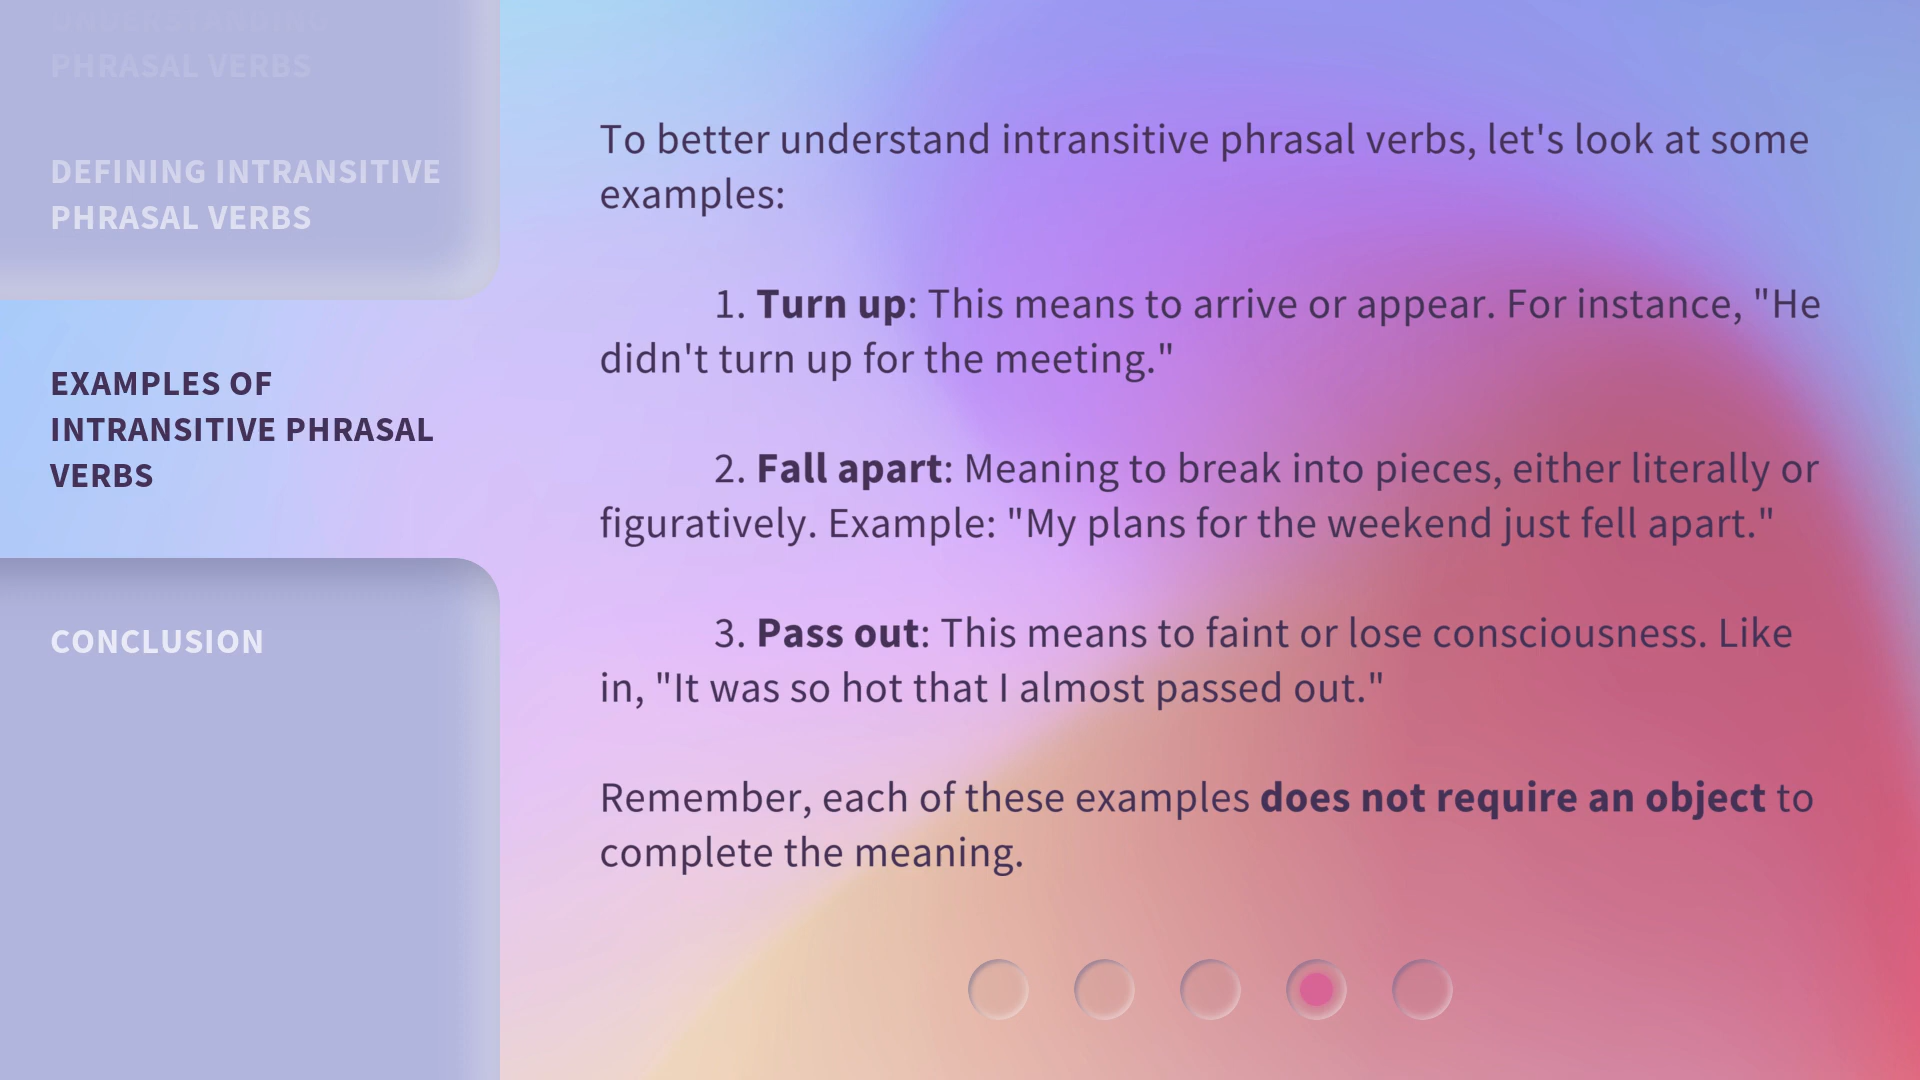 UNDERSTANDING
PHRASAL VERBS
DEFINING INTRANSITIVE
PHRASAL VERBS
EXAMPLES OF
INTRANSITIVE PHRASAL
VERBS
CONCLUSION
To better understand intransitive phrasal verbs, let's look at some
examples:
1. Turn up: This means to arrive or appear. For instance, "He
didn't turn up for the meeting."
2. Fall apart: Meaning to break into pieces, either literally or
figuratively. Example: "My plans for the weekend just fell apart."
3. Pass out: This means to faint or lose consciousness. Like
in, "It was so hot that I almost passed out."
Remember, each of these examples does not require an object to
complete the meaning.